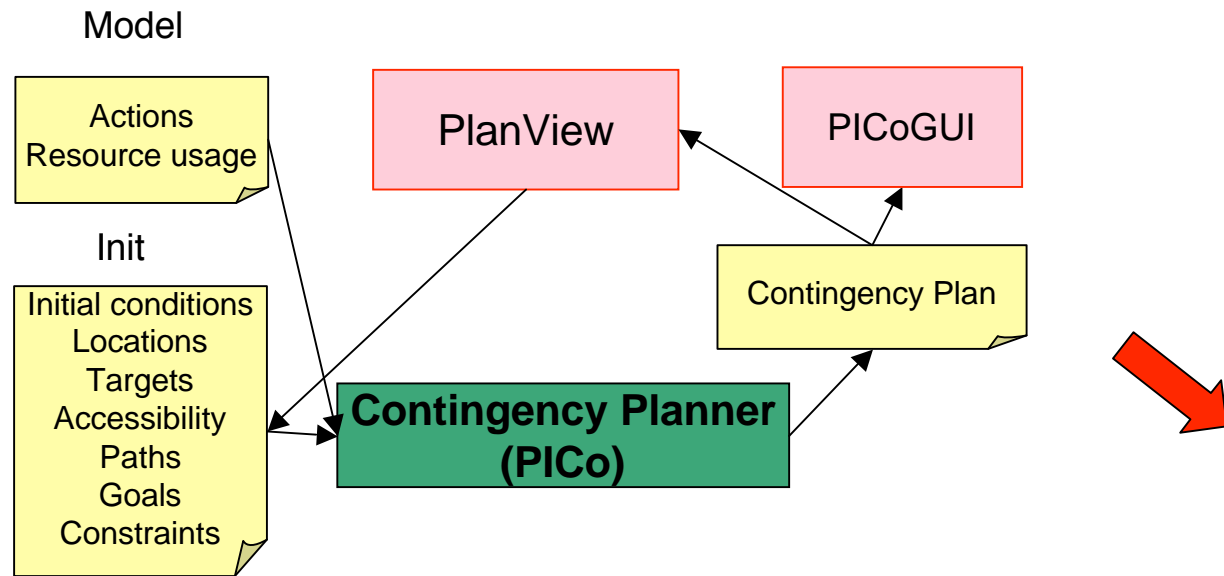 Model
Actions
Resource usage
PlanView
PICoGUI
Init
Initial conditions
Locations
Targets
Accessibility
Paths
Goals
Constraints
Contingency Plan
Contingency Planner
(PICo)